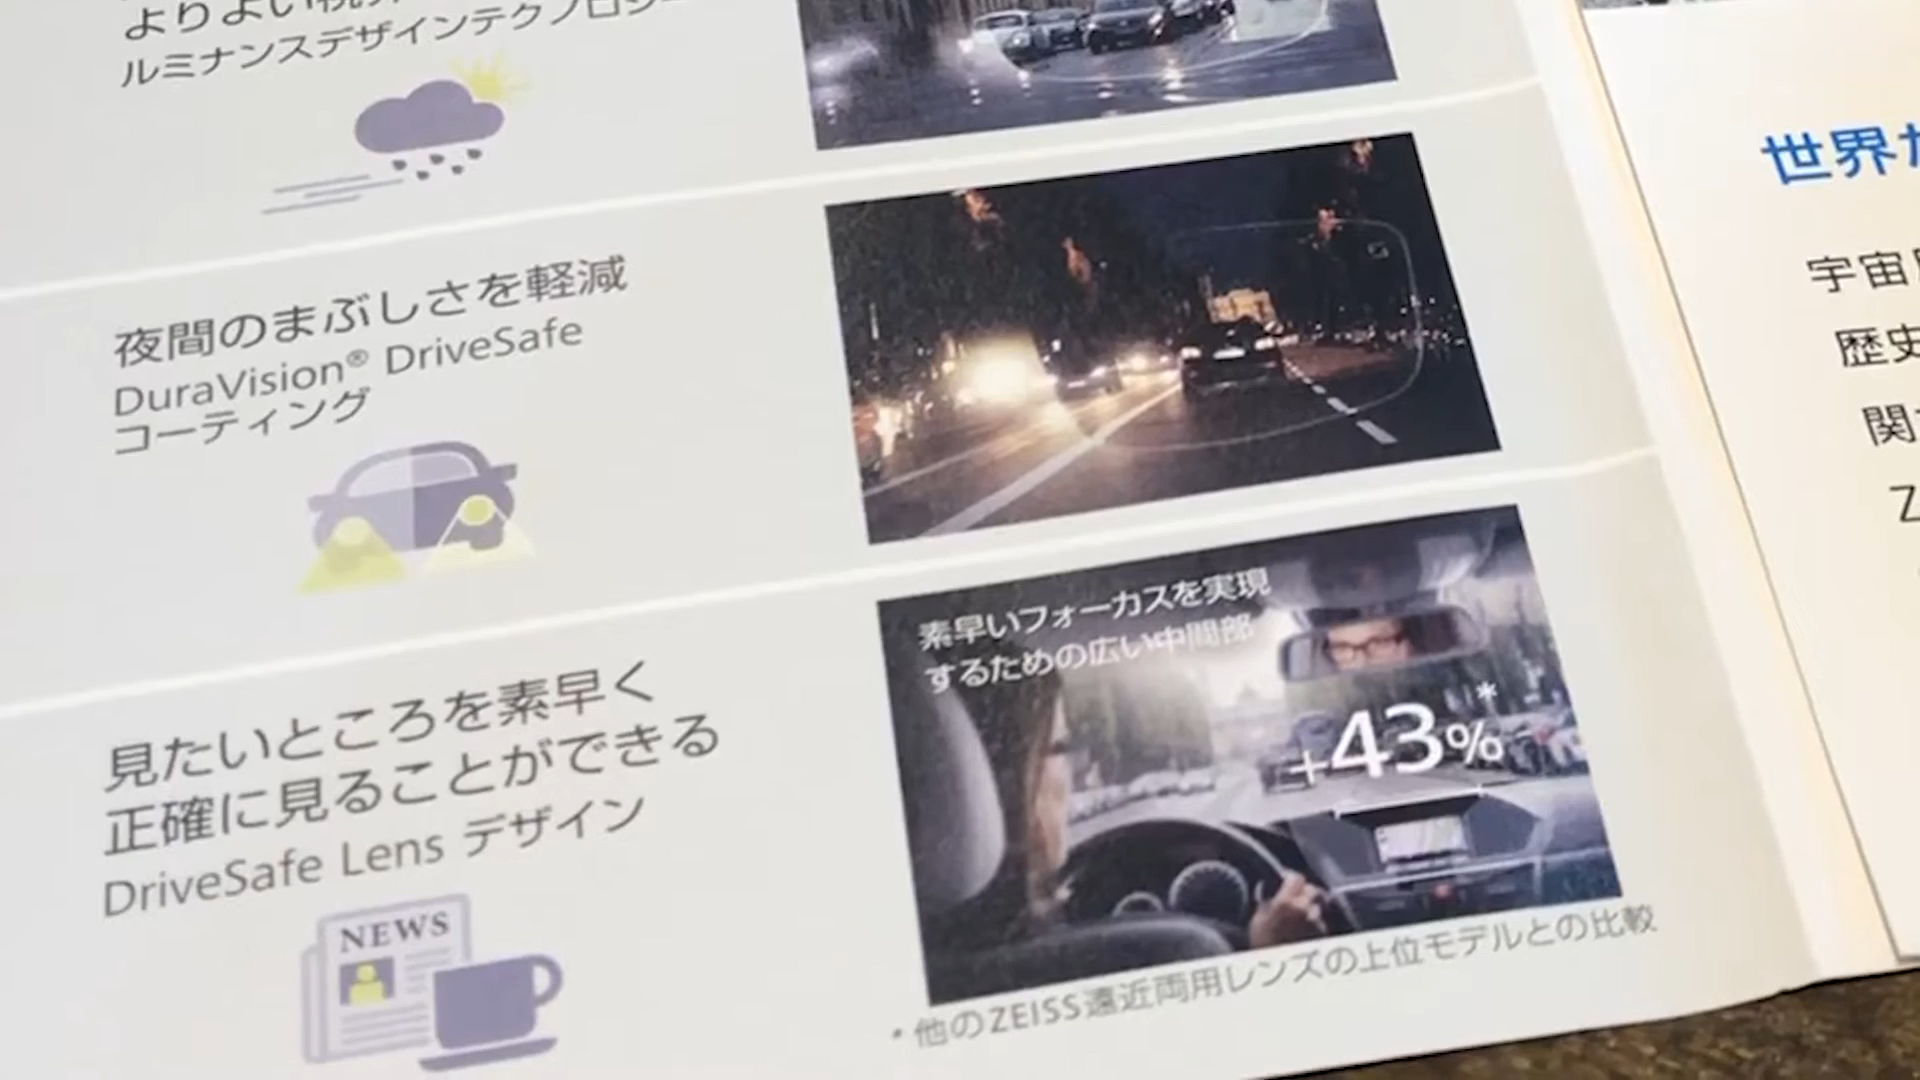 よりよい視界
ルミナンスデザインテクノロジー
夜間のまぶしさを軽減
DuraVision® DriveSafe
コーティング
見たいところを素早く
正確に見ることができる
DriveSafe Lens デザイン
NEWS
素早いフォーカスを実現
するための広い中間部
+43%*
* 他のZEISS遠近両用レンズの上位モデルとの比較
世界
宇宙
歴史
関
Z